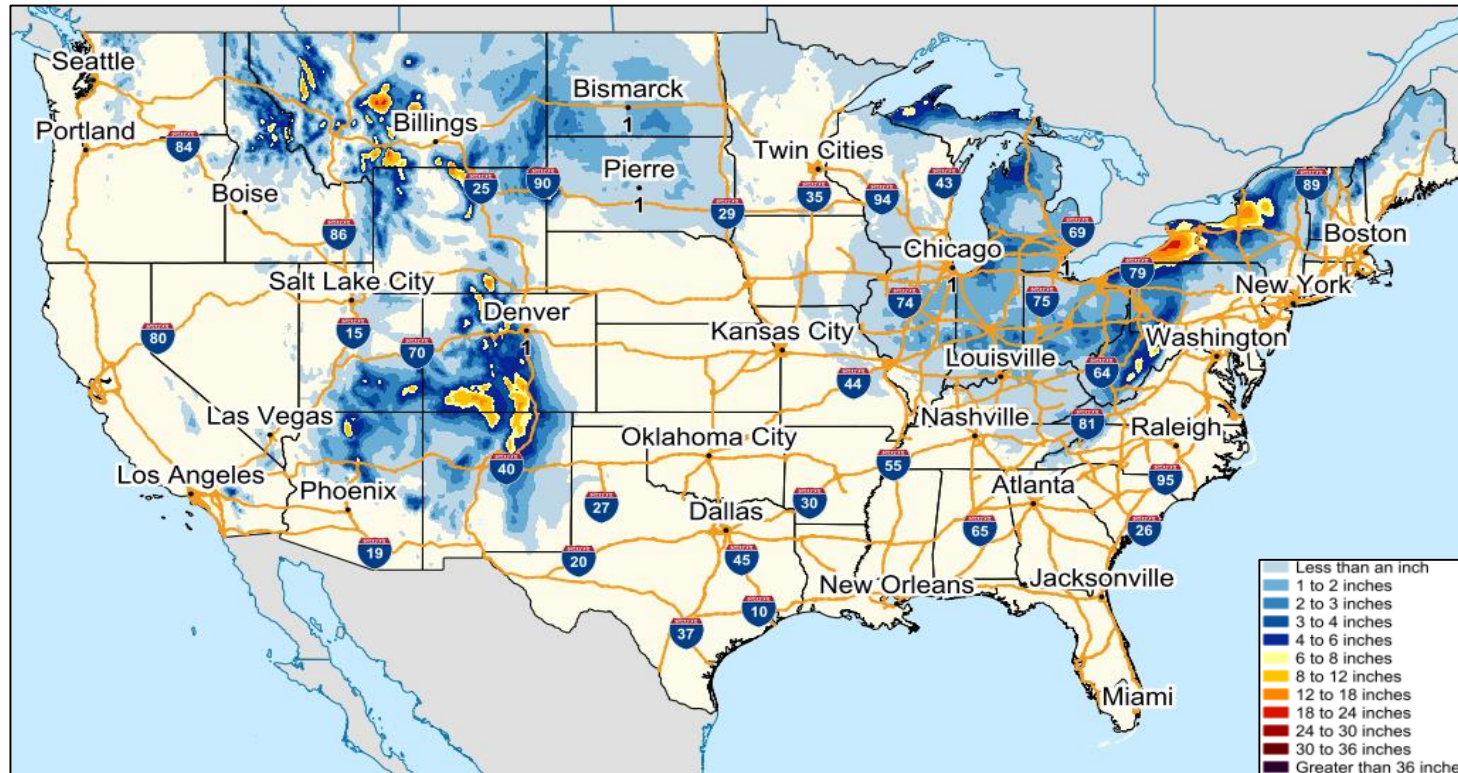 Seattle
Portland
84
Boise
86
Billings
Bismarck
1
Pierre
1
25
90
29
Twin Cities
35
94
43
69
89
Boston
Chicago
1
79
New York
Salt Lake City
15
80
70
Denver
1
Kansas City
74
75
Louisville
64
Washington
44
Las Vegas
Los Angeles
Phoenix
19
40
Oklahoma City
27
Dallas
30
55
Nashville
81
Raleigh
95
Atlanta
65
26
20
45
10
37
New Orleans
Jacksonville
Miami
Less than an inch
1 to 2 inches
2 to 3 inches
3 to 4 inches
4 to 6 inches
6 to 8 inches
8 to 12 inches
12 to 18 inches
18 to 24 inches
24 to 30 inches
30 to 36 inches
Greater than 36 inche